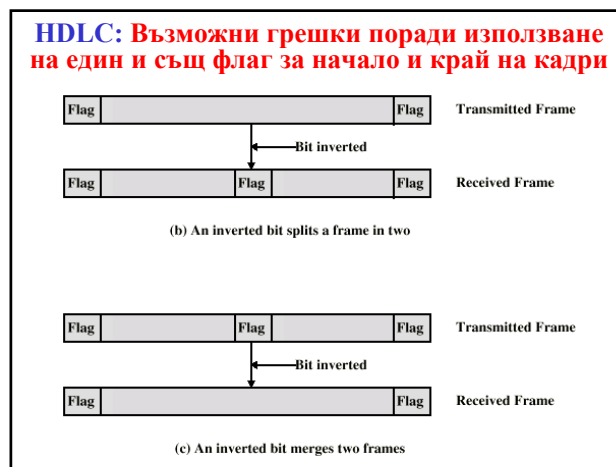 HDLC: Възможни грешки поради използване
на един и същ флаг за начало и край на кадри
Flag Flag Transmitted Frame
Bit inverted
Flag Flag Flag Received Frame
(b) An inverted bit splits a frame in two
Flag Flag Flag Transmitted Frame
Bit inverted
Flag Flag Received Frame
(c) An inverted bit merges two frames